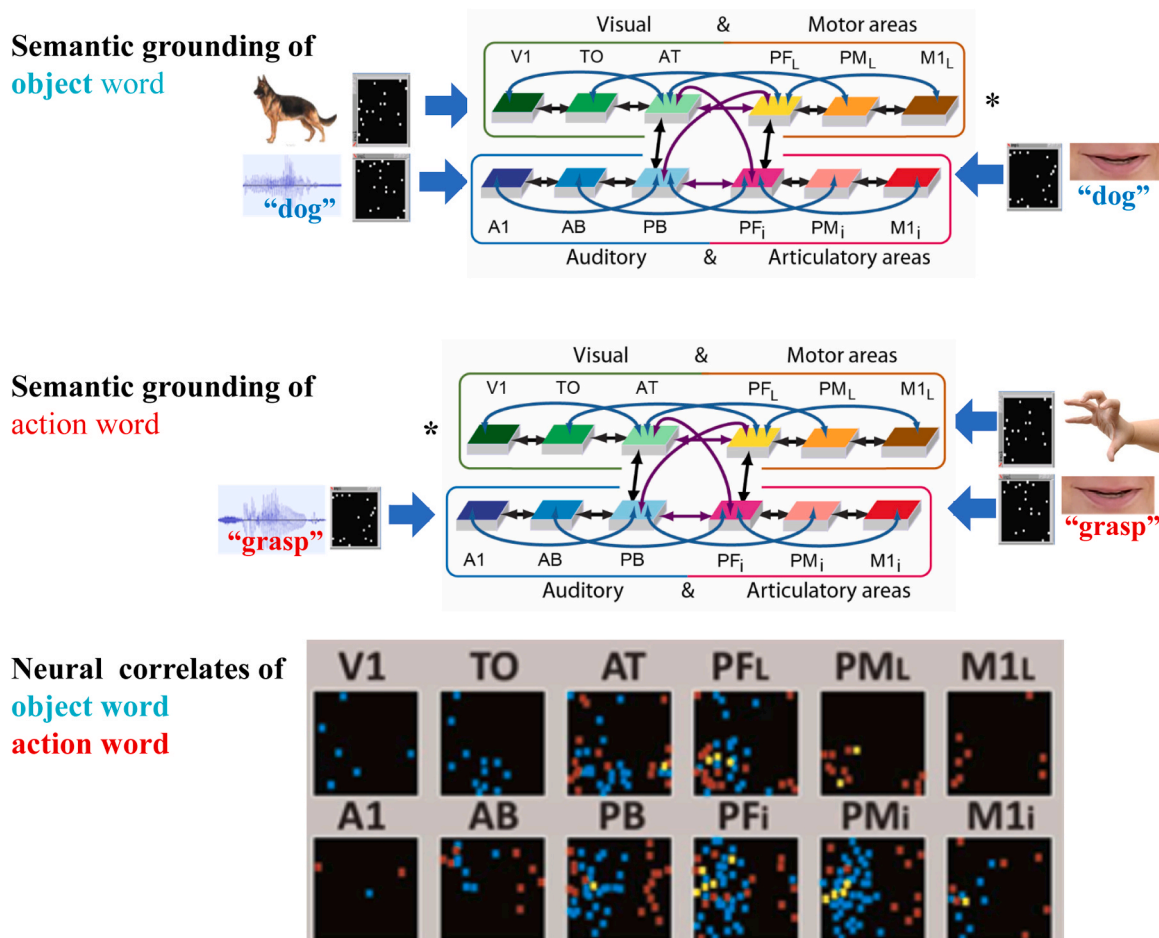 Semantic grounding of
object word
Visual & Motor areas
V1 TO AT PFL PML M1L
*
“dog”
“dog”
A1 AB PB PFi PMi M1i
Auditory & Articulatory areas
Semantic grounding of
action word
Visual & Motor areas
V1 TO AT PFL PML M1L
*
“grasp”
“grasp”
A1 AB PB PFi PMi M1i
Auditory & Articulatory areas
Neural correlates of
object word
action word
V1 TO AT PFL PML M1L
A1 AB PB PFi PMi M1i